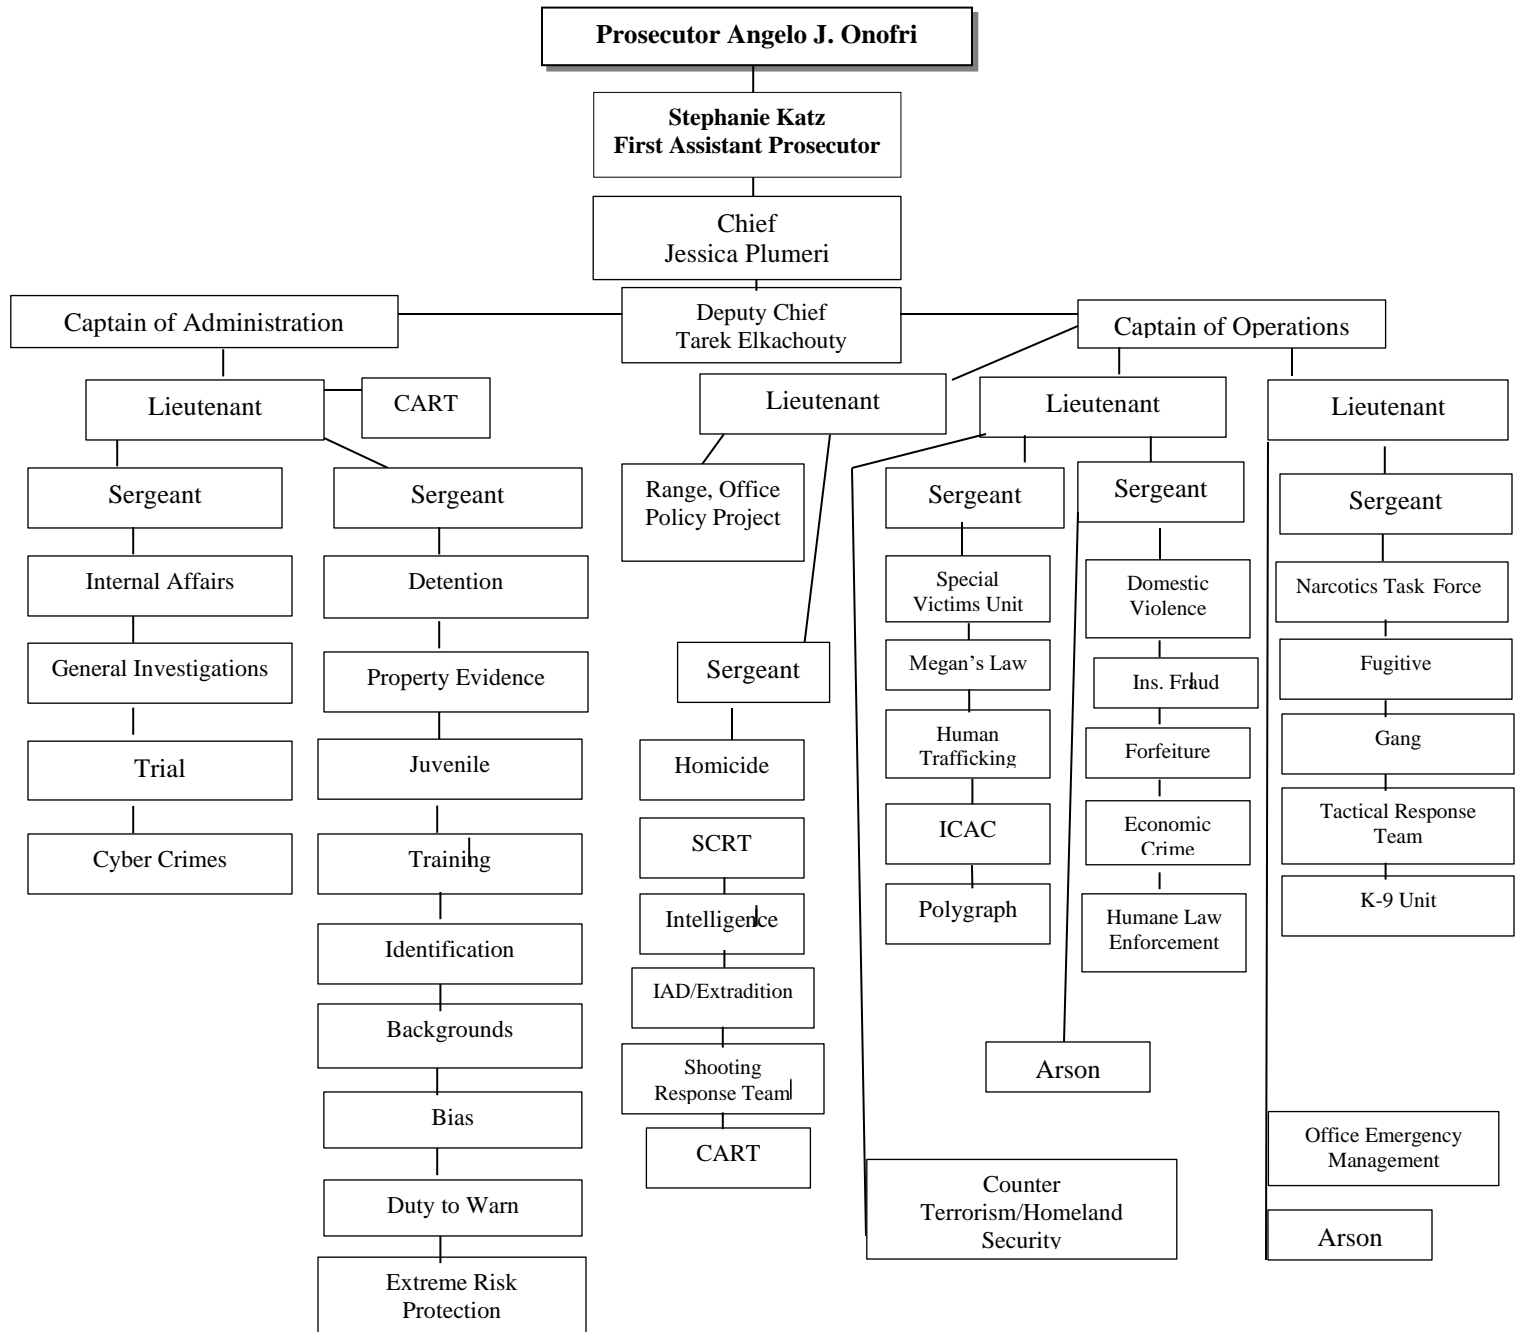 Prosecutor Angelo J. Onofri
Stephanie Katz
First Assistant Prosecutor
Chief
Jessica Plumeri
Deputy Chief
Tarek Elkachouty
Captain of Administration
Captain of Operations
Lieutenant
CART
Sergeant
Internal Affairs
General Investigations
Trial
Cyber Crimes
Sergeant
Detention
Property Evidence
Juvenile
Training
Identification
Backgrounds
Bias
Duty to Warn
Extreme Risk
Protection
Lieutenant
Range, Office
Policy Project
Sergeant
Homicide
SCRT
Intelligence
IAD/Extradition
Shooting
Response Team
CART
Lieutenant
Sergeant
Special
Victims Unit
Megan’s Law
Human
Trafficking
ICAC
Polygraph
Sergeant
Domestic
Violence
Ins. Fraud
Forfeiture
Economic
Crime
Humane Law
Enforcement
Arson
Counter
Terrorism/Homeland
Security
Lieutenant
Sergeant
Narcotics Task Force
Fugitive
Gang
Tactical Response
Team
K-9 Unit
Office Emergency
Management
Arson